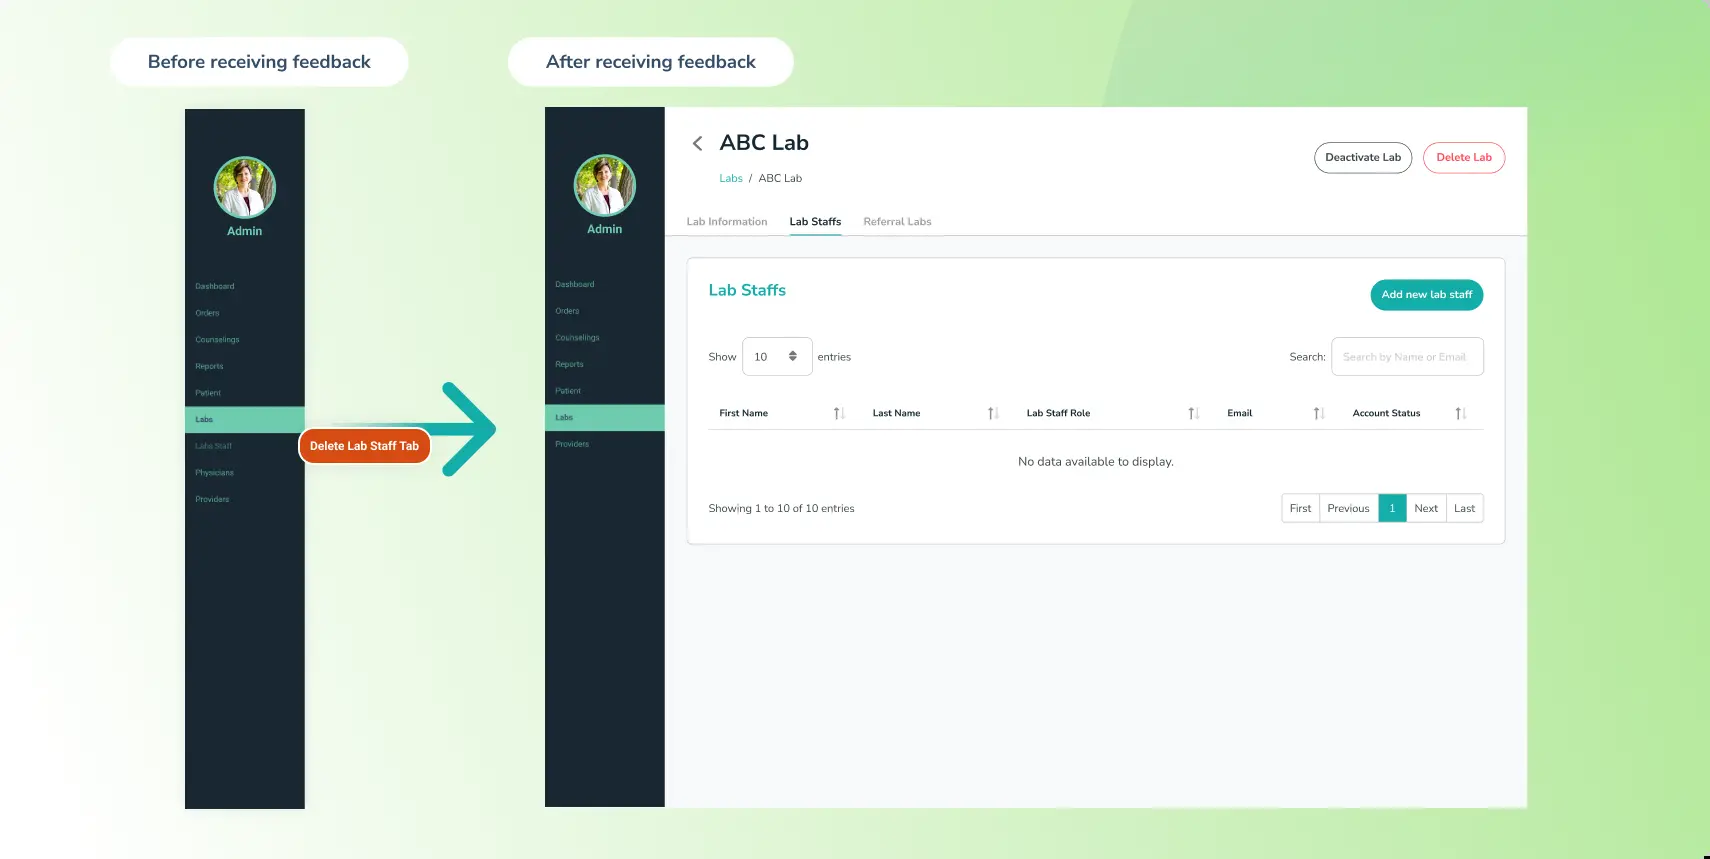 Before receiving feedback
After receiving feedback
Admin
Dashboard
Orders
Counselings
Reports
Patient
Labs
Labs Staff
Physicians
Providers
Delete Lab Staff Tab
Admin
Dashboard
Orders
Counselings
Reports
Patient
Labs
Providers
ABC Lab
Deactivate Lab
Delete Lab
Labs / ABC Lab
Lab Information Lab Staffs Referral Labs
Lab Staffs
Add new lab staff
Show 10 entries
Search: Search by Name or Email
First Name Last Name Lab Staff Role Email Account Status
No data available to display.
Showing 1 to 10 of 10 entries
First Previous 1 Next Last